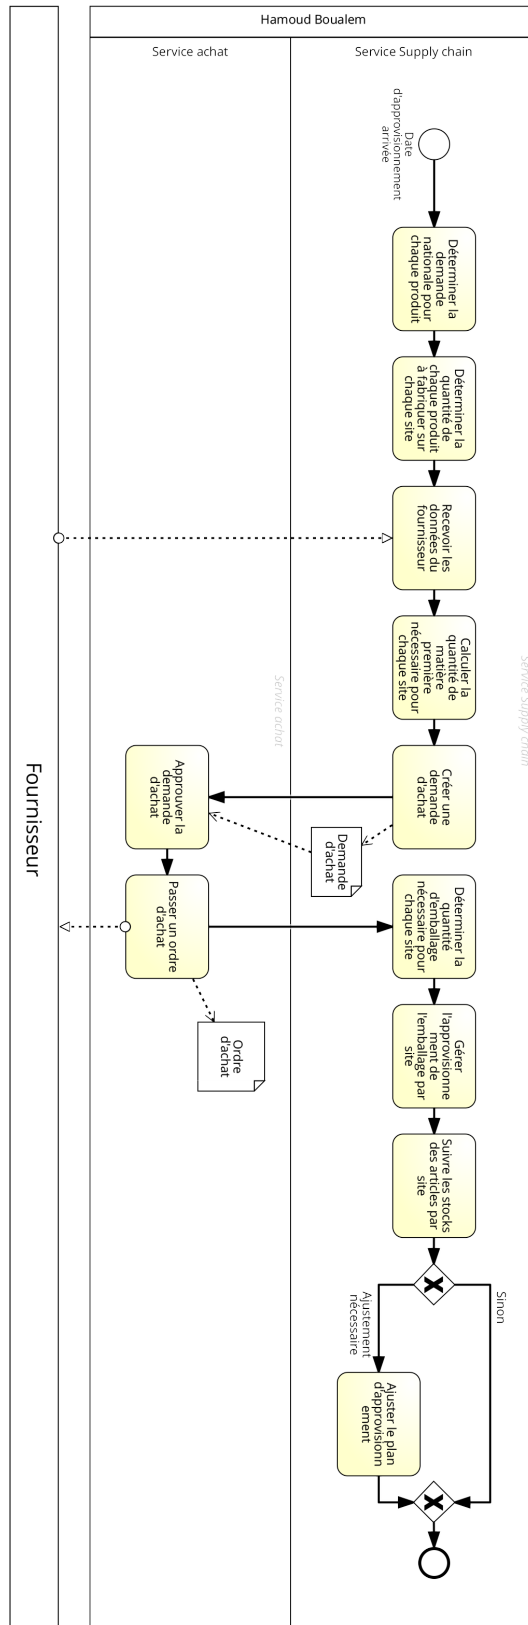 Hamoud Boualem
Service achat
Service Supply chain
Date
d'approvisionnement
arrivée
Déterminer la
demande
nationale pour
chaque produit
Déterminer la
quantité de
chaque produit
à fabriquer sur
chaque site
Recevoir les
données du
fournisseur
Calculer la
quantité de
matière
première
nécessaire pour
chaque site
Service Supply chain
Service achat
Créer une
demande
d'achat
Demande
d'achat
Approuver la
demande
d'achat
Passer un ordre
d'achat
Ordre
d'achat
Fournisseur
Déterminer la
quantité
d'emballage
nécessaire pour
chaque site
Gérer
l'approvisionne
ment de
l'emballage par
site
Suivre les stocks
des articles par
site
Sinon
Ajustement
nécessaire
Ajuster le plan
d'approvisionn
ement